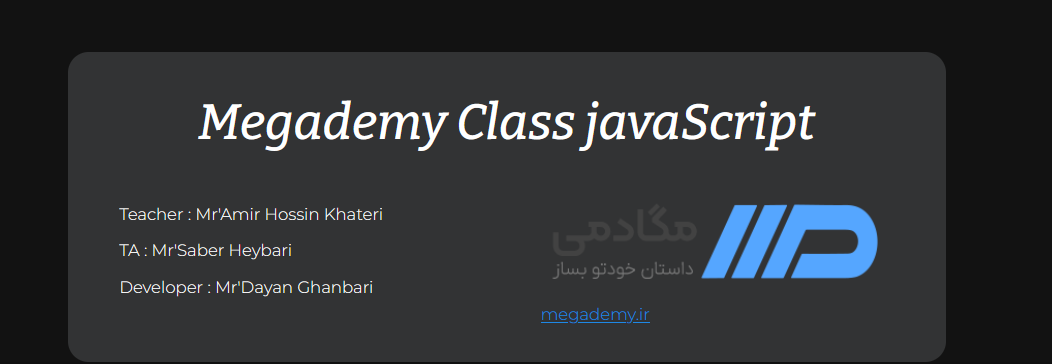 Megademy Class javaScript
Teacher : Mr'Amir Hossin Khateri
TA : Mr'Saber Heybari
Developer : Mr'Dayan Ghanbari
مگادمی
داستان خودتو بساز
megademy.ir